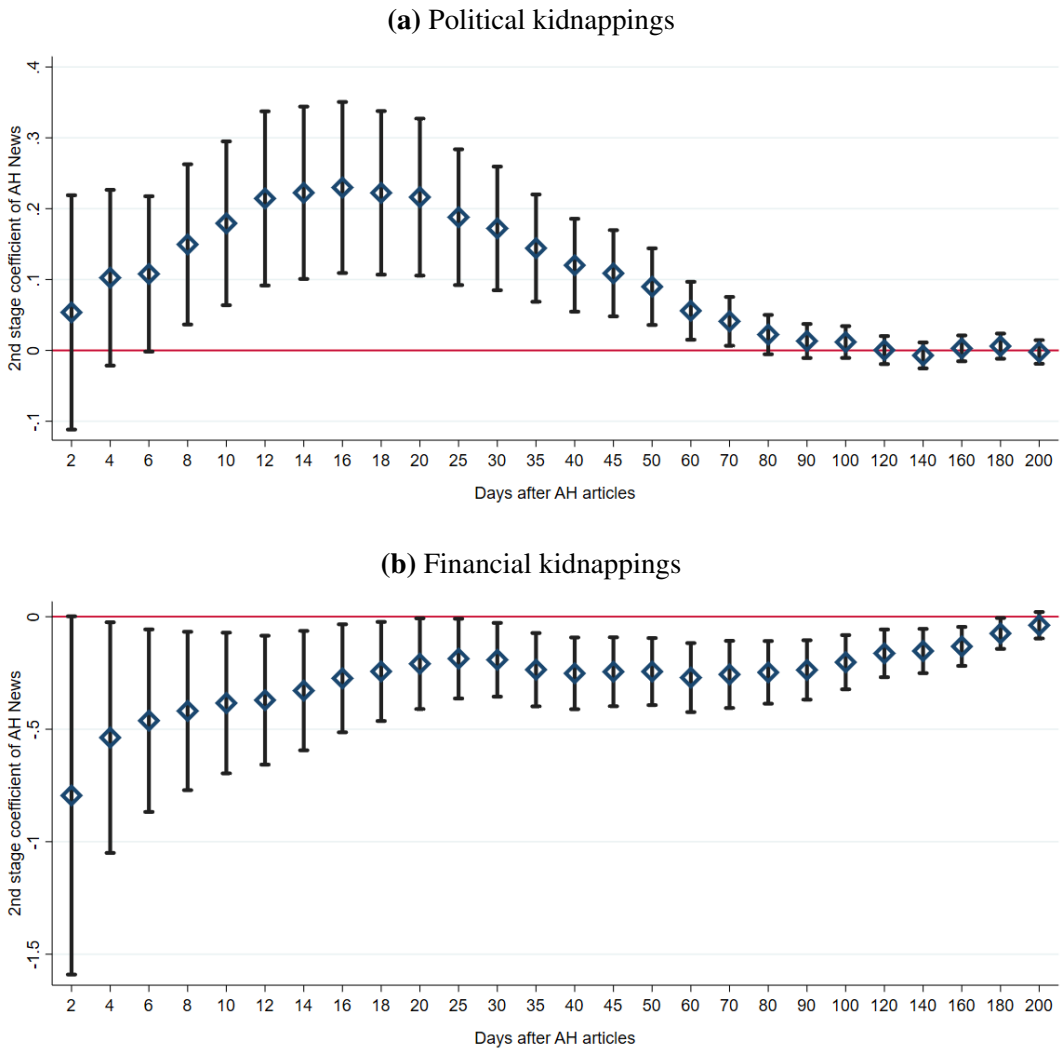 (a) Political kidnappings
2nd stage coefficient of AH News
.4
.3
.2
.1
0
-.1
2 4 6 8 10 12 14 16 18 20 25 30 35 40 45 50 60 70 80 90 100 120 140 160 180 200
Days after AH articles
(b) Financial kidnappings
2nd stage coefficient of AH News
0
-.5
-1
-1.5
2 4 6 8 10 12 14 16 18 20 25 30 35 40 45 50 60 70 80 90 100 120 140 160 180 200
Days after AH articles